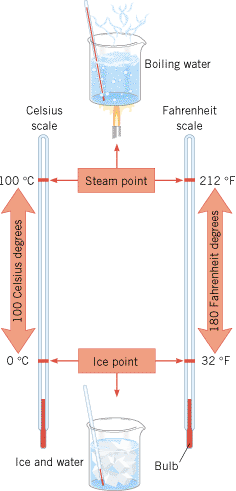 Boiling water
Celsius
scale
Fahrenheit
scale
100 °C
Steam point
212 °F
100 Celsius degrees
180 Fahrenheit degrees
0 °C
Ice point
32 °F
Ice and water
Bulb